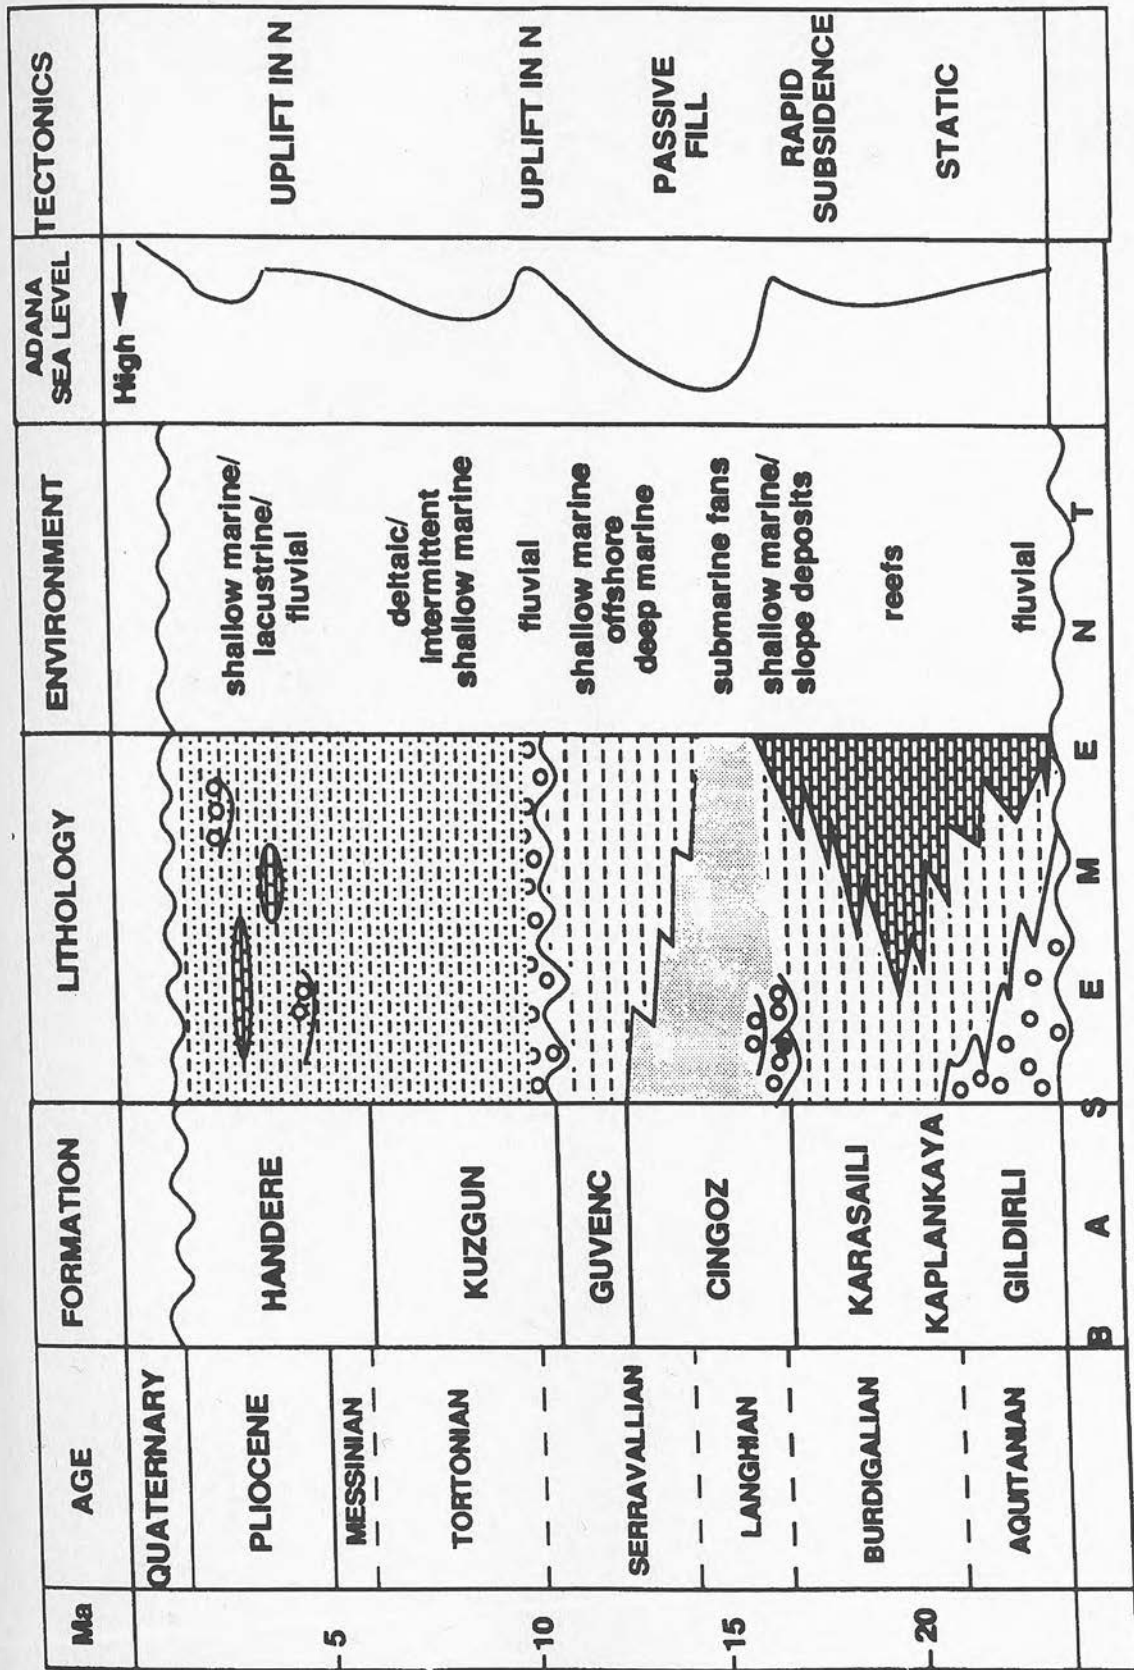 Ma
AGE
FORMATION
LITHOLOGY
ENVIRONMENT
ADANA
SEA LEVEL
TECTONICS
High
5
10
15
20
QUATERNARY
PLIOCENE
MESSINIAN
TORTONIAN
SERRAVALLIAN
LANGHIAN
BURDIGALIAN
AQUITANIAN
HANDERE
KUZGUN
GUVENC
CINGOZ
KARASAILI
KAPLANKAYA
GILDIRLI
shallow marine/
lacustrine/
fluvial
deltaic/
intermittent
shallow marine
fluvial
shallow marine
offshore
deep marine
submarine fans
shallow marine/
slope deposits
reefs
fluvial
UPLIFT IN N
UPLIFT IN N
PASSIVE
FILL
RAPID
SUBSIDENCE
STATIC
B A S E M E N T